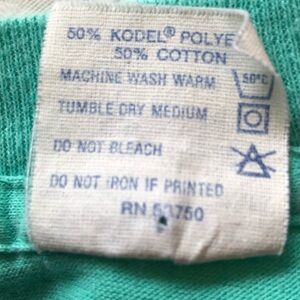 50% KODEL® POLYE
50% COTTON
MACHINE WASH WARM 50°C
TUMBLE DRY MEDIUM
DO NOT BLEACH
DO NOT IRON IF PRINTED
RN